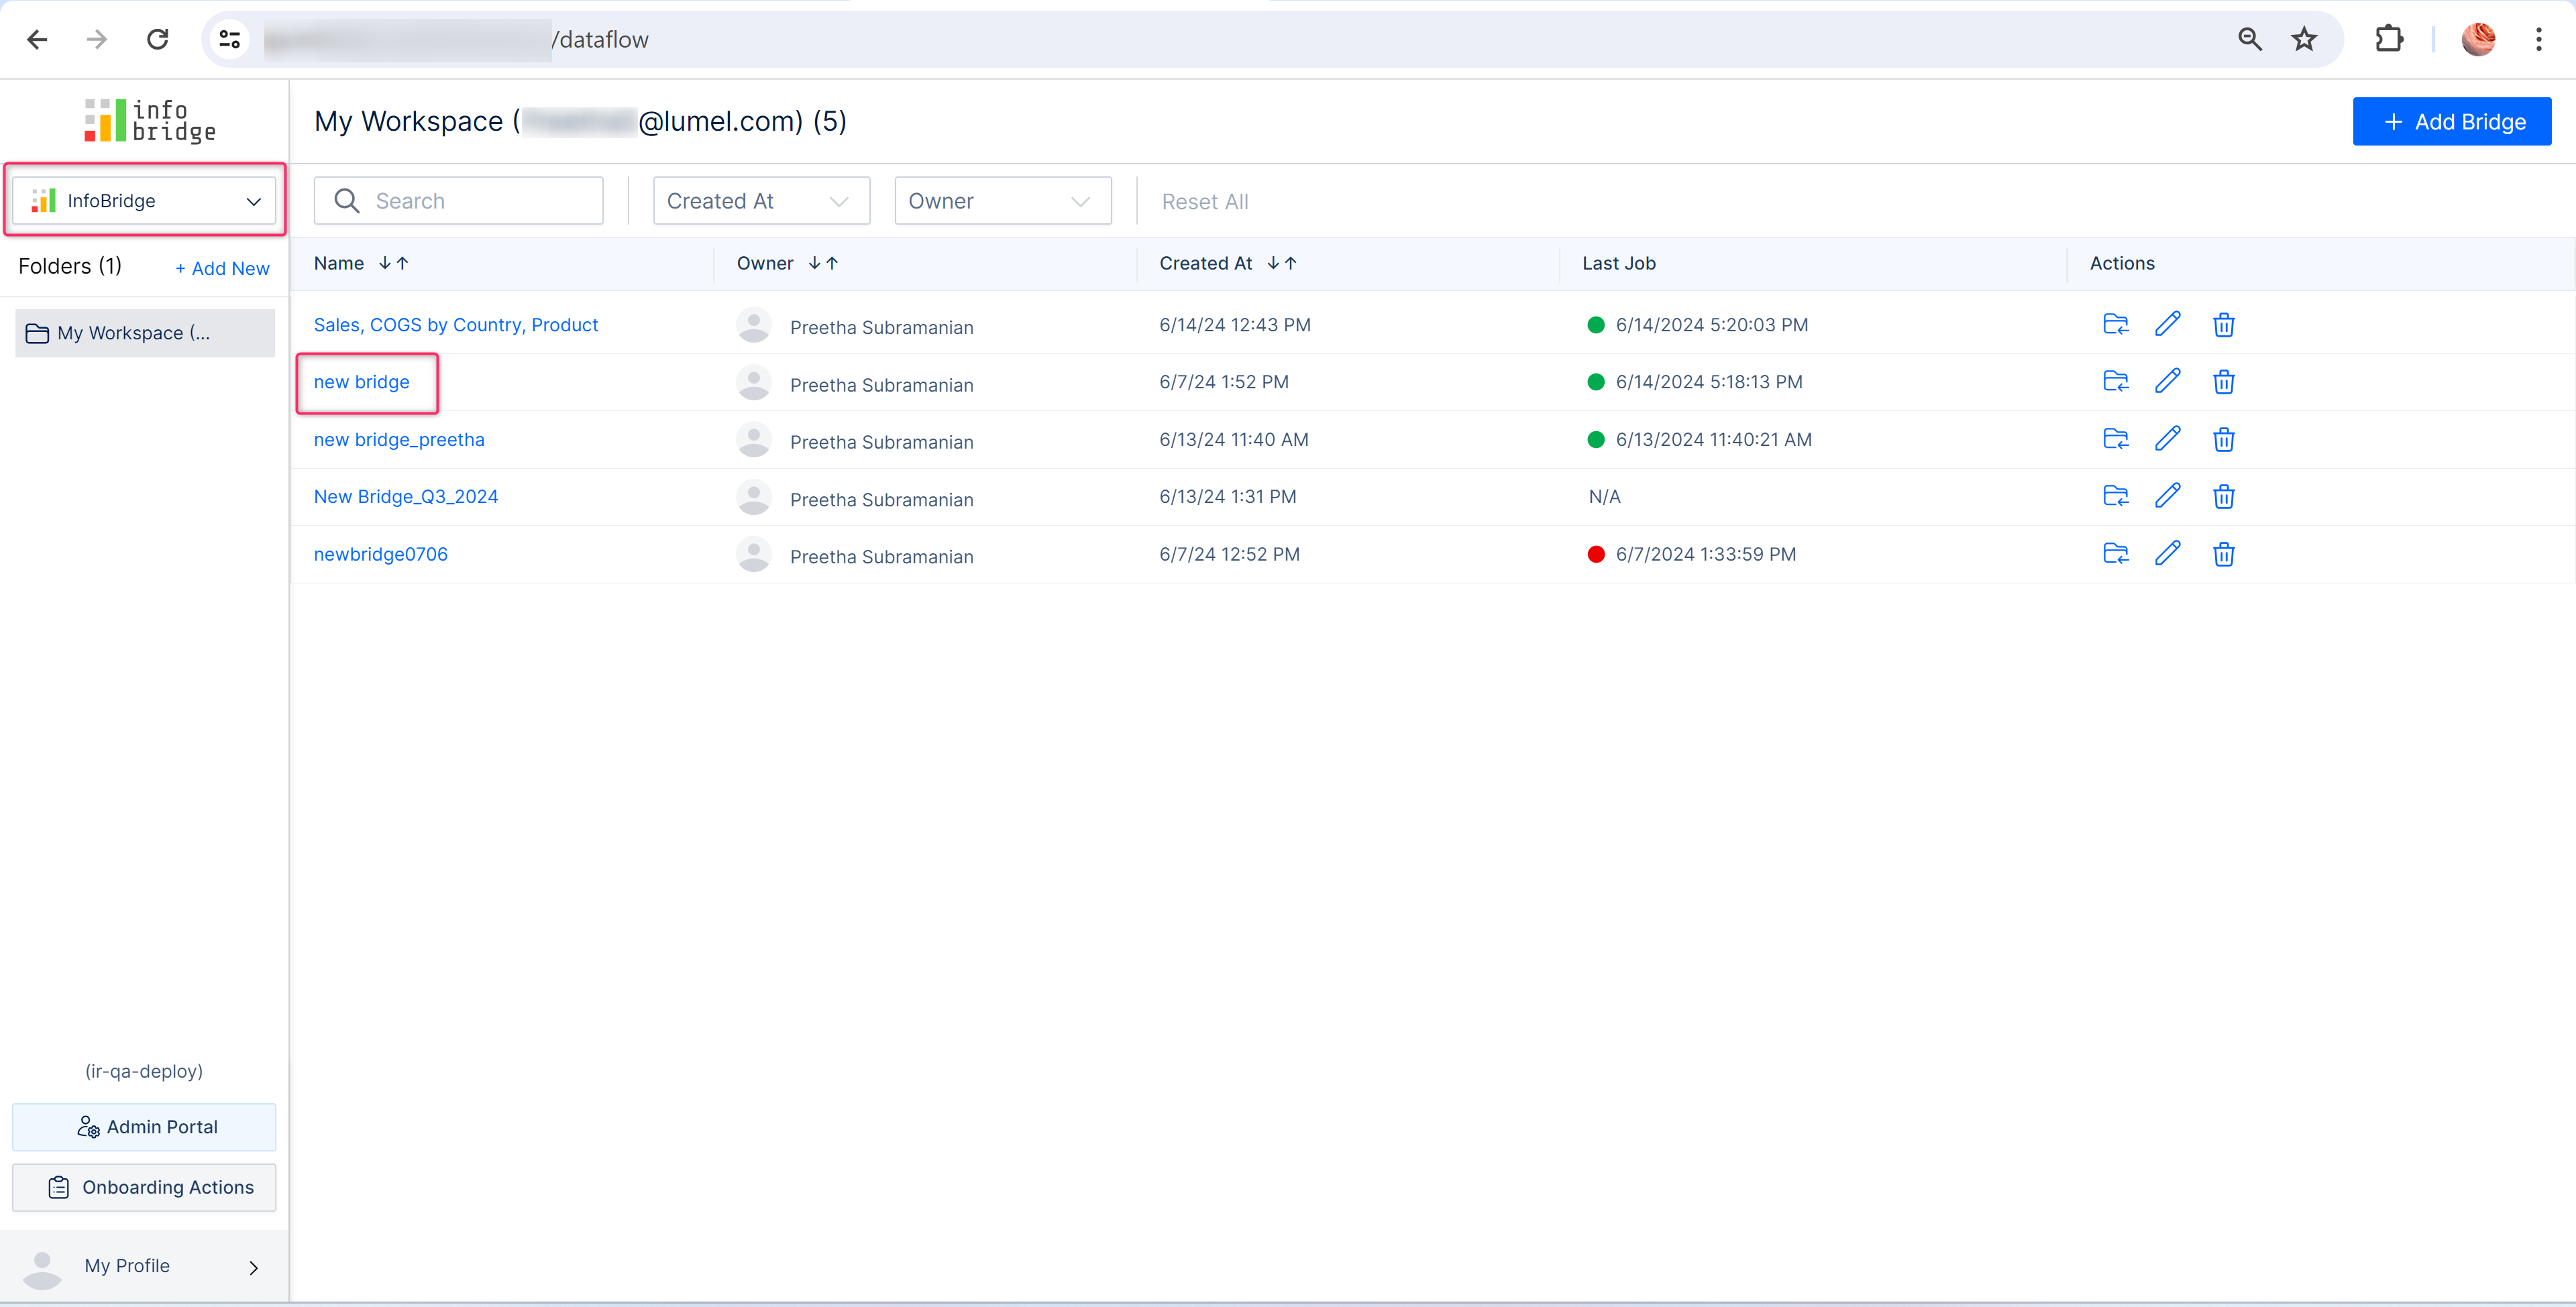 /dataflow
info
bridge
My Workspace ( @lumel.com) (5)
+ Add Bridge
InfoBridge
Search
Created At
Owner
Reset All
Folders (1)
+ Add New
Name
Owner
Created At
Last Job
Actions
My Workspace (...
Sales, COGS by Country, Product
Preetha Subramanian
6/14/24 12:43 PM
6/14/2024 5:20:03 PM
new bridge
Preetha Subramanian
6/7/24 1:52 PM
6/14/2024 5:18:13 PM
new bridge_preetha
Preetha Subramanian
6/13/24 11:40 AM
6/13/2024 11:40:21 AM
New Bridge_Q3_2024
Preetha Subramanian
6/13/24 1:31 PM
N/A
newbridge0706
Preetha Subramanian
6/7/24 12:52 PM
6/7/2024 1:33:59 PM
(ir-qa-deploy)
Admin Portal
Onboarding Actions
My Profile